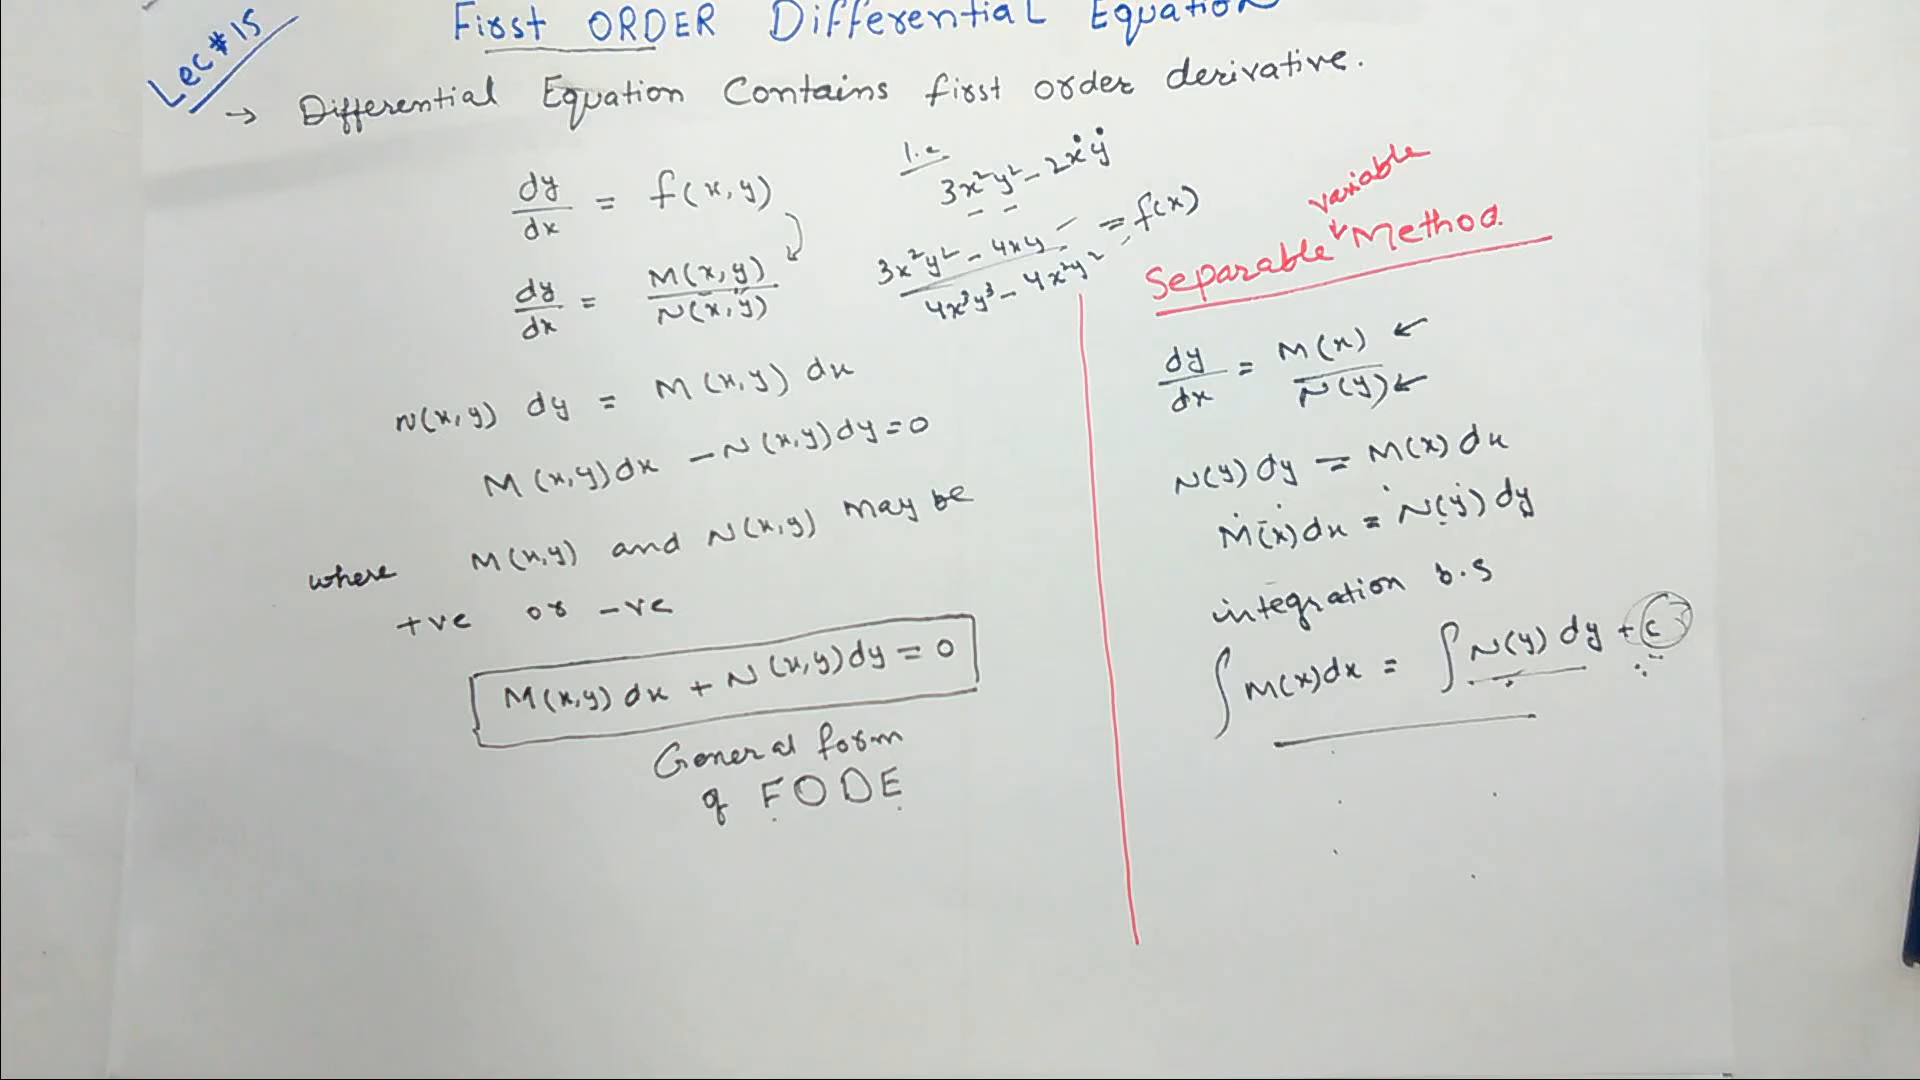 Lec # 15
First ORDER Differential Equation
→ Differential Equation Contains first order derivative.
dy/dx = f(x, y)
dy/dx = M(x, y)/N(x, y)
N(x, y) dy = M(x, y) dx
M(x, y) dx - N(x, y) dy = 0
where M(x, y) and N(x, y) may be
+ve or -ve
M(x, y) dx + N(x, y) dy = 0
General form
of FODE
i.e
3x²y² - 2xy
3x²y² - 4xy / 4x³y³ - 4x²y² = f(x)
variable
Separable ↓ Method.
dy/dx = M(x) ← / N(y) ←
N(y) dy = M(x) dx
M(x) dx = N(y) dy
integration b.s
∫ M(x) dx = ∫ N(y) dy + c